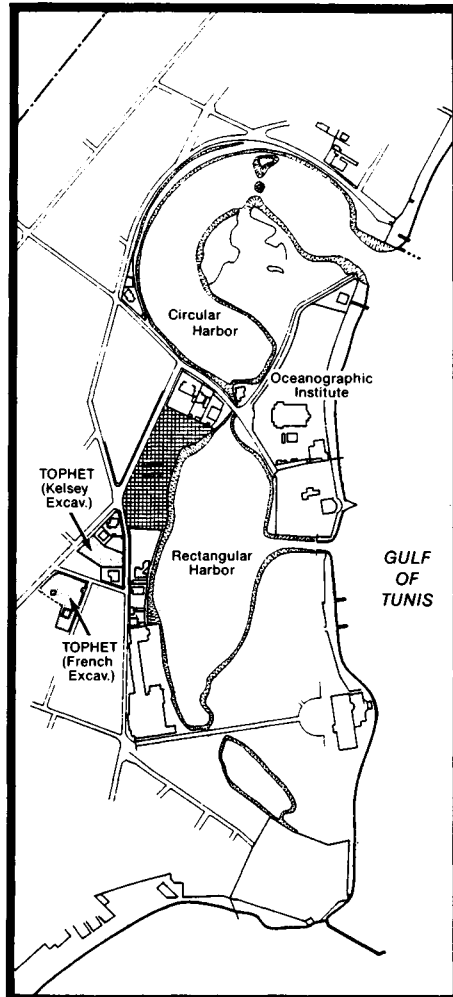 Circular
Harbor
Oceanographic
Institute
TOPHET
(Kelsey
Excav.)
Rectangular
Harbor
GULF
OF
TUNIS
TOPHET
(French
Excav.)